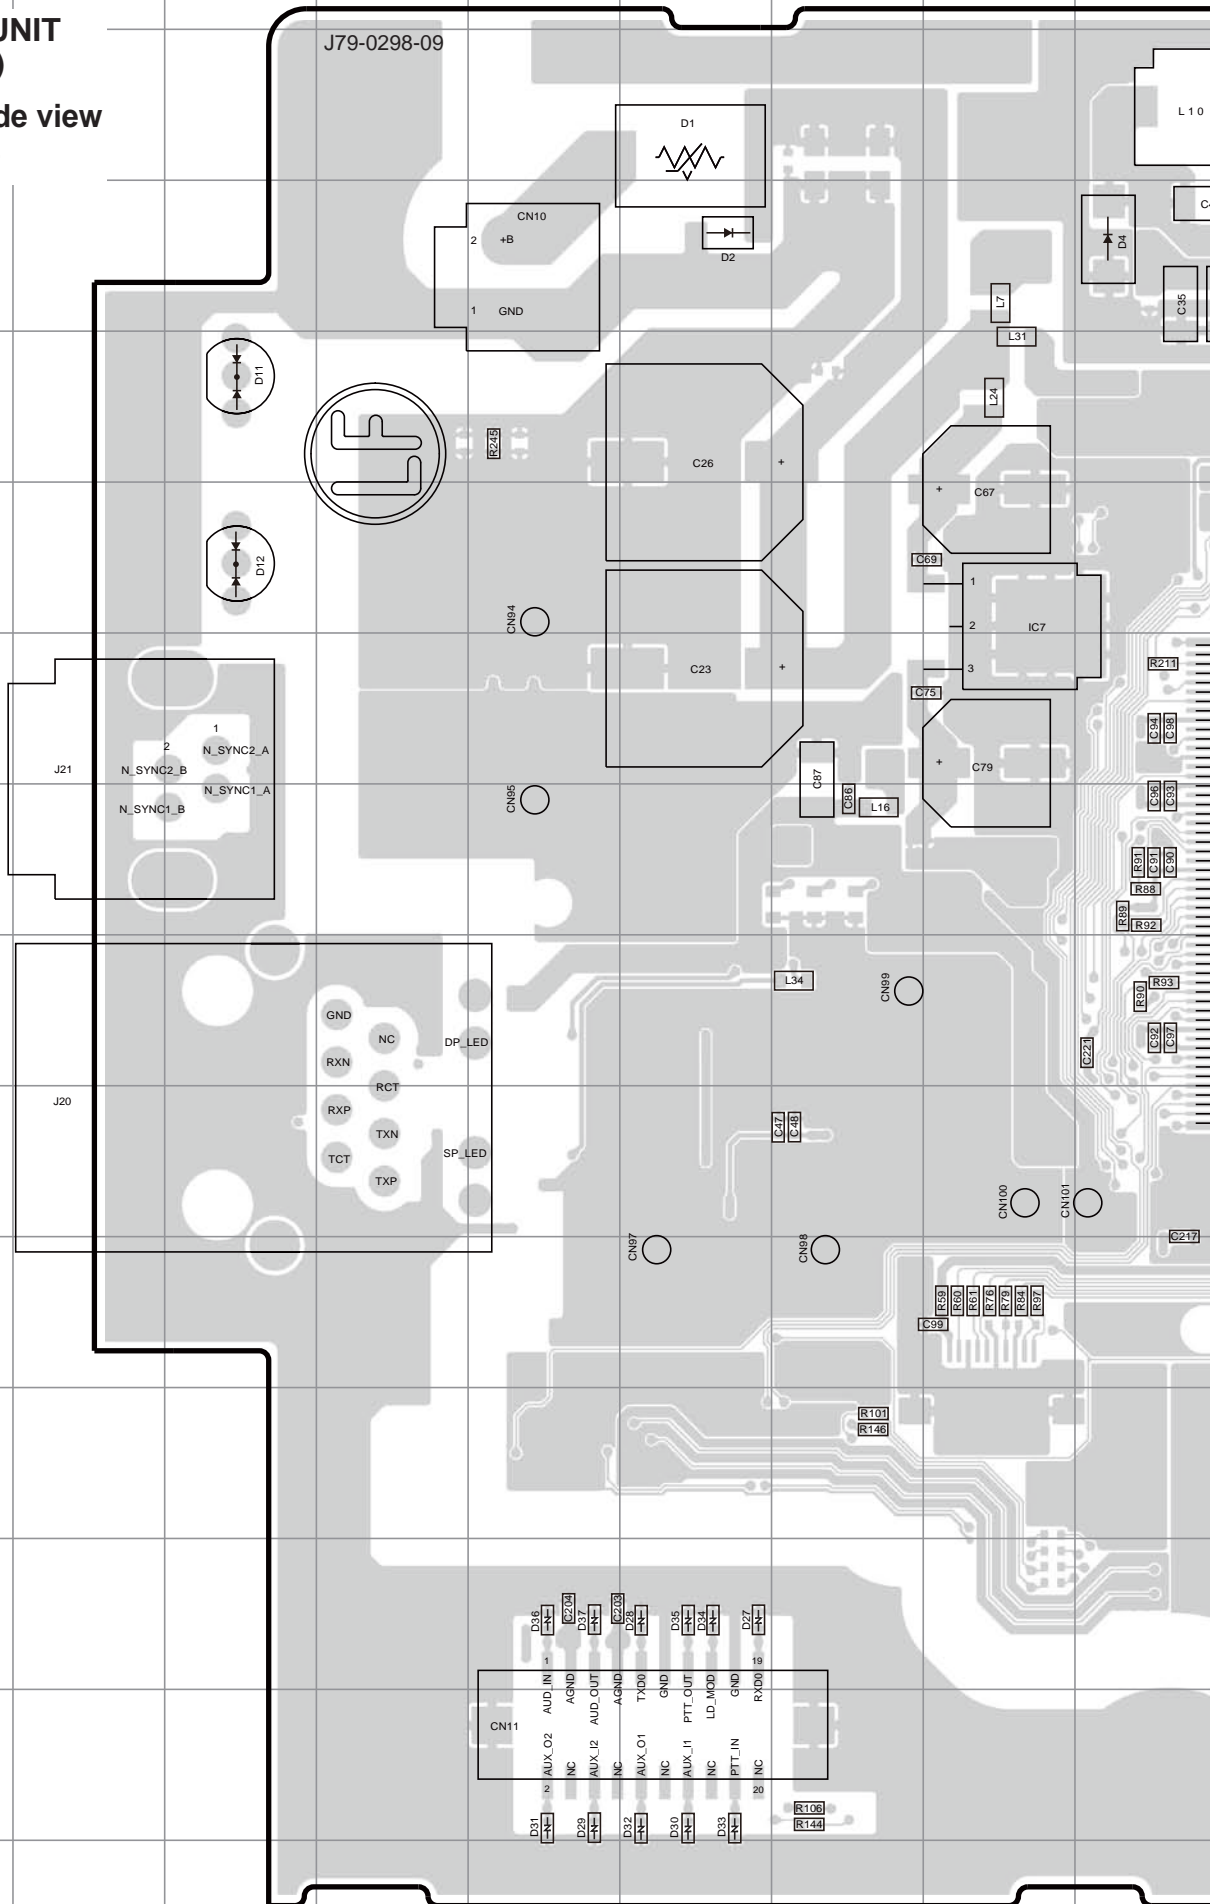 UNIT
)
de view
J79-0298-09
D1
L10
CN10
2 +B
1 GND
D2
D4
C4
C35
L7
L31
L24
D11
R245
C26 +
+ C67
D12
C69
CN94
1
2
3
IC7
C23 +
C75
R211
C94
C98
J21
1
2
N_SYNC2_A
N_SYNC2_B
N_SYNC1_A
N_SYNC1_B
CN95
C87
C86
L16
+ C79
C96
C93
R91
C91
C90
R88
R89
R92
L34
CN99
R93
R90
C92
C97
C221
J20
GND
NC
DP_LED
RXN
RCT
RXP
TXN
TCT
SP_LED
TXP
C47
C48
CN100
CN101
C217
CN97
CN98
R59
R60
R61
R76
R79
R84
R97
C99
R101
R146
D36
C204
D37
C203
D28
D35
D34
D27
1
19
AUD_IN
AGND
AUD_OUT
AGND
TXD0
GND
PTT_OUT
LD_MOD
GND
RXD0
CN11
AUX_O2
NC
AUX_I2
NC
AUX_O1
NC
AUX_I1
NC
PTT_IN
NC
2
20
D31
D29
D32
D30
D33
R106
R144